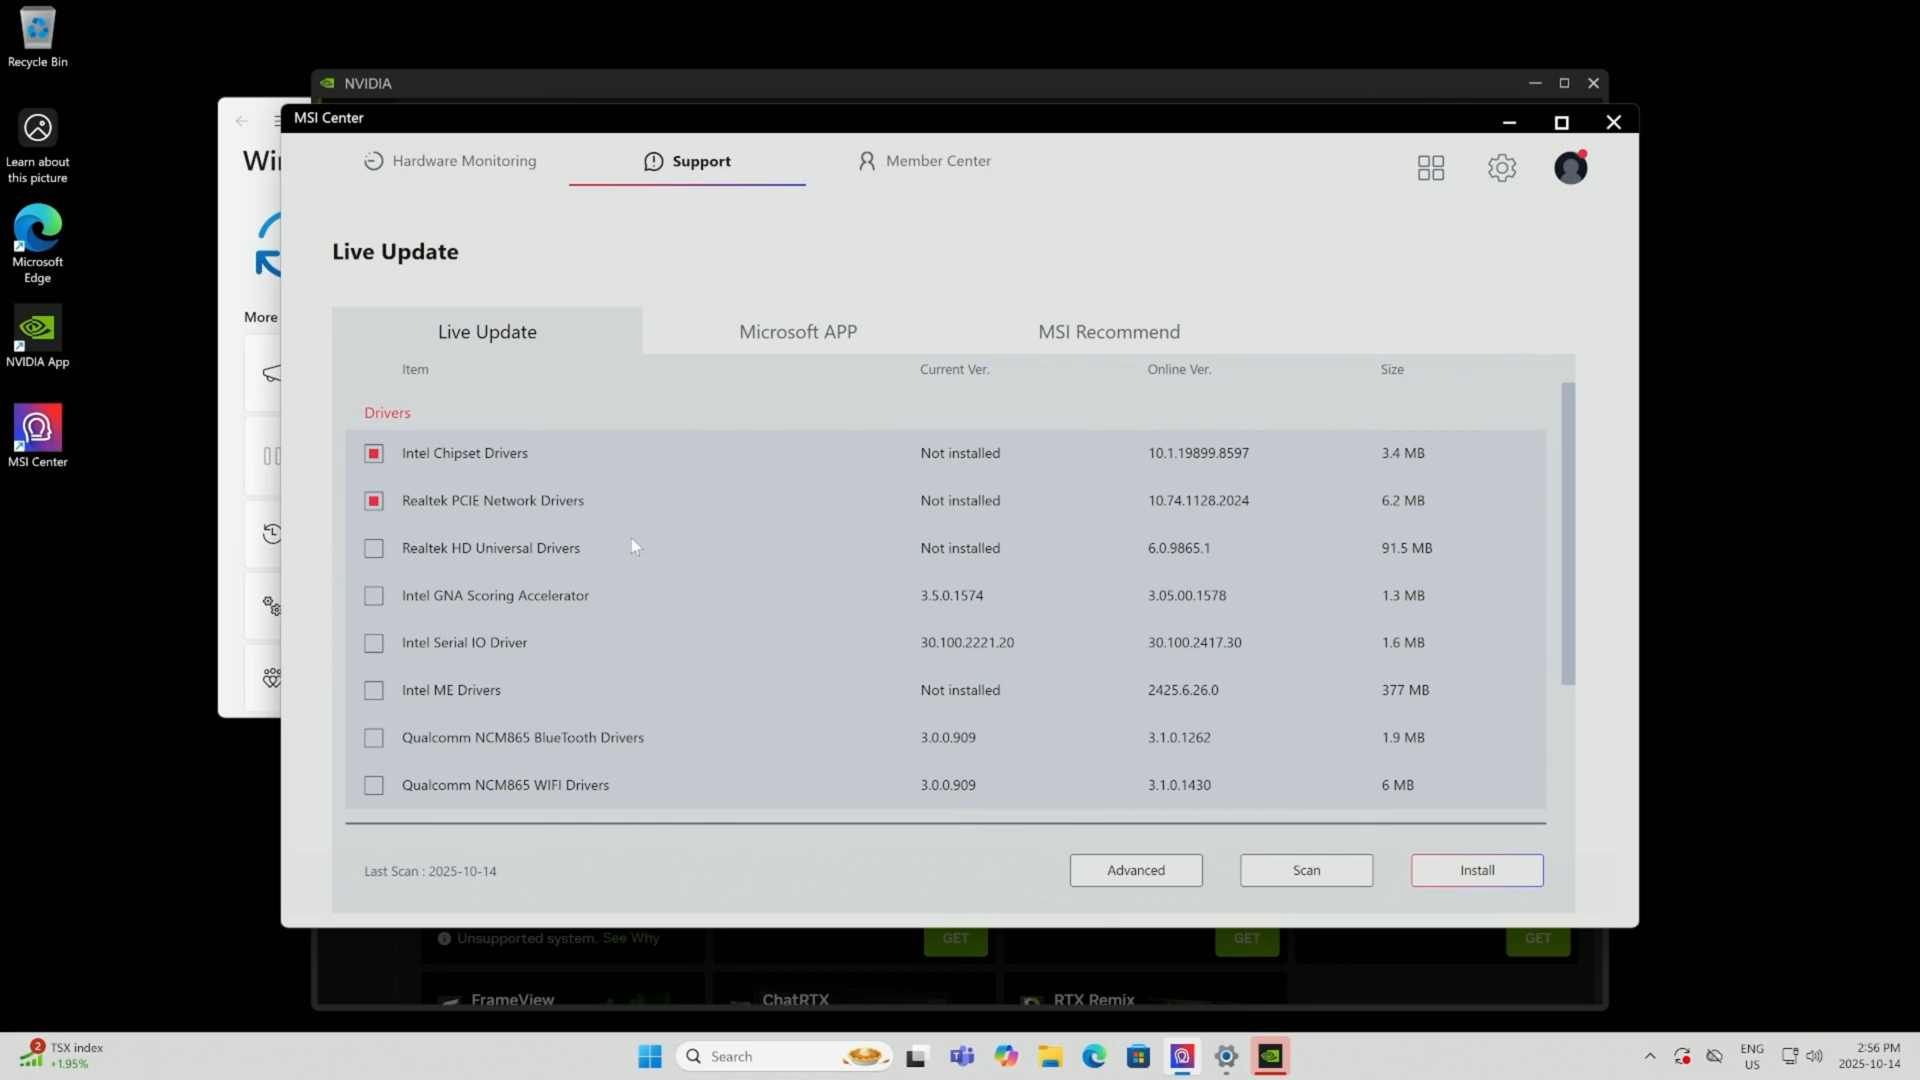 Recycle Bin
Learn about
this picture
Microsoft
Edge
NVIDIA App
MSI Center
NVIDIA
Wi
More
MSI Center
Hardware Monitoring
Support
Member Center
Live Update
Live Update
Microsoft APP
MSI Recommend
Item Current Ver. Online Ver. Size
Drivers
Intel Chipset Drivers Not installed 10.1.19899.8597 3.4 MB
Realtek PCIE Network Drivers Not installed 10.74.1128.2024 6.2 MB
Realtek HD Universal Drivers Not installed 6.0.9865.1 91.5 MB
Intel GNA Scoring Accelerator 3.5.0.1574 3.05.00.1578 1.3 MB
Intel Serial IO Driver 30.100.2221.20 30.100.2417.30 1.6 MB
Intel ME Drivers Not installed 2425.6.26.0 377 MB
Qualcomm NCM865 BlueTooth Drivers 3.0.0.909 3.1.0.1262 1.9 MB
Qualcomm NCM865 WIFI Drivers 3.0.0.909 3.1.0.1430 6 MB
Last Scan : 2025-10-14
Advanced
Scan
Install
Unsupported system. See Why
GET
GET
GET
FrameView
ChatRTX
RTX Remix
2
TSX index
+1.95%
Search
ENG
US
2:56 PM
2025-10-14